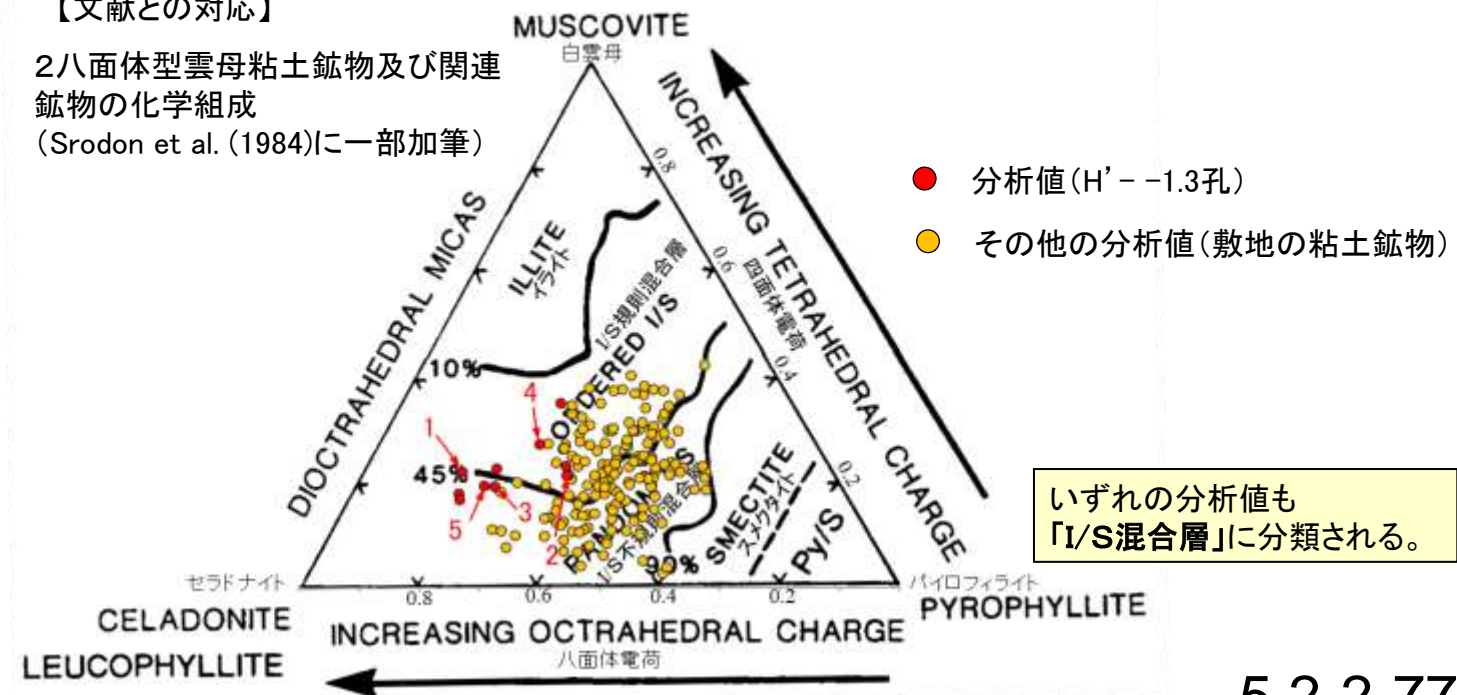 【文献との対応】
2八面体型雲母粘土鉱物及び関連
鉱物の化学組成
(Srodon et al. (1984)に一部加筆)
MUSCOVITE
白雲母
INCREASING TETRAHEDRAL CHARGE
四面体電荷
0.8
0.6
0.4
0.2
分析値(H’- -1.3孔)
その他の分析値(敷地の粘土鉱物)
DIOCTRAHEDRAL MICAS
ILLITE
イライト
I/S規則混合層
ORDERED I/S
10%
4
1
45%
5
3
2
I/S不規則混合層
90%
SMECTITE
スメクタイト
Py/S
いずれの分析値も
「I/S混合層」に分類される。
セラドナイト
パイロフィライト
0.8
0.6
0.4
0.2
CELADONITE
PYROPHYLLITE
INCREASING OCTRAHEDRAL CHARGE
LEUCOPHYLLITE
八面体電荷